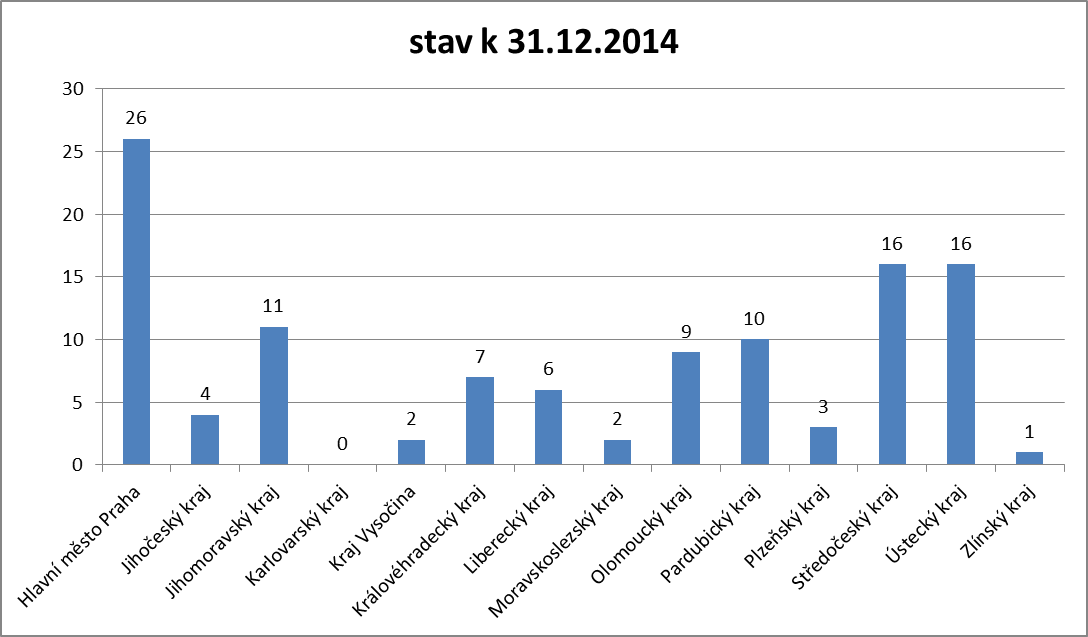 stav k 31.12.2014
30
25
20
15
10
5
0
26
4
11
0
2
7
6
2
9
10
3
16
16
1
Hlavní město Praha
Jihočeský kraj
Jihomoravský kraj
Karlovarský kraj
Kraj Vysočina
Královéhradecký kraj
Liberecký kraj
Moravskoslezský kraj
Olomoucký kraj
Pardubický kraj
Plzeňský kraj
Středočeský kraj
Ústecký kraj
Zlínský kraj